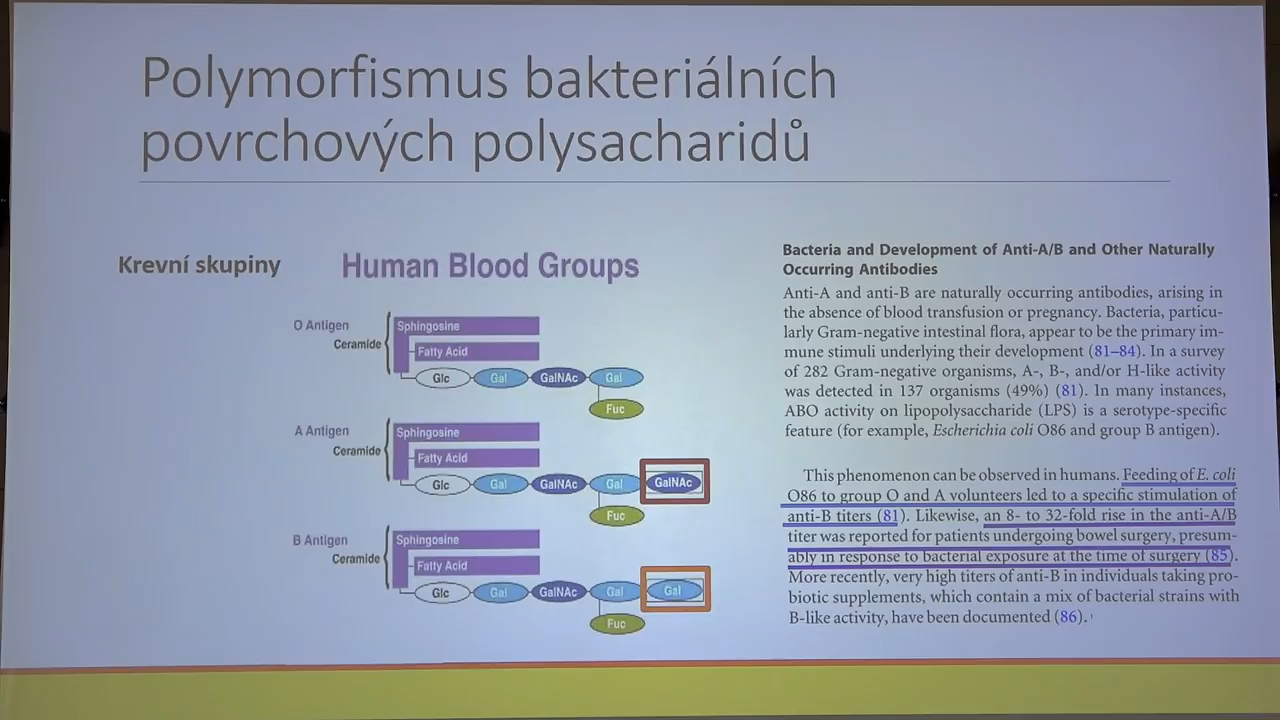 Polymorfismus bakteriálních
povrchových polysacharidů
Krevní skupiny
Human Blood Groups
O Antigen
Ceramide
Sphingosine
Fatty Acid
Glc
Gal
GalNAc
Gal
Fuc
A Antigen
Ceramide
Sphingosine
Fatty Acid
Glc
Gal
GalNAc
Gal
GalNAc
Fuc
B Antigen
Ceramide
Sphingosine
Fatty Acid
Glc
Gal
GalNAc
Gal
Gal
Fuc
Bacteria and Development of Anti-A/B and Other Naturally
Occurring Antibodies
Anti-A and anti-B are naturally occurring antibodies, arising in
the absence of blood transfusion or pregnancy. Bacteria, particu-
larly Gram-negative intestinal flora, appear to be the primary im-
mune stimuli underlying their development (81–84). In a survey
of 282 Gram-negative organisms, A-, B-, and/or H-like activity
was detected in 137 organisms (49%) (81). In many instances,
ABO activity on lipopolysaccharide (LPS) is a serotype-specific
feature (for example, Escherichia coli O86 and group B antigen).
This phenomenon can be observed in humans. Feeding of E. coli
O86 to group O and A volunteers led to a specific stimulation of
anti-B titers (81). Likewise, an 8- to 32-fold rise in the anti-A/B
titer was reported for patients undergoing bowel surgery, presum-
ably in response to bacterial exposure at the time of surgery (85).
More recently, very high titers of anti-B in individuals taking pro-
biotic supplements, which contain a mix of bacterial strains with
B-like activity, have been documented (86).